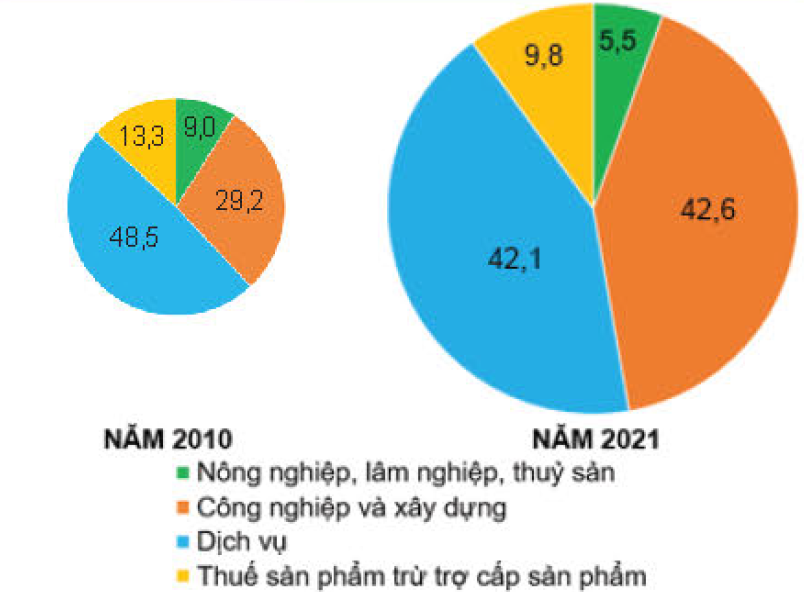 13,3
9,0
29,2
48,5
9,8
5,5
42,6
42,1
NĂM 2010
NĂM 2021
Nông nghiệp, lâm nghiệp, thuỷ sản
Công nghiệp và xây dựng
Dịch vụ
Thuế sản phẩm trừ trợ cấp sản phẩm